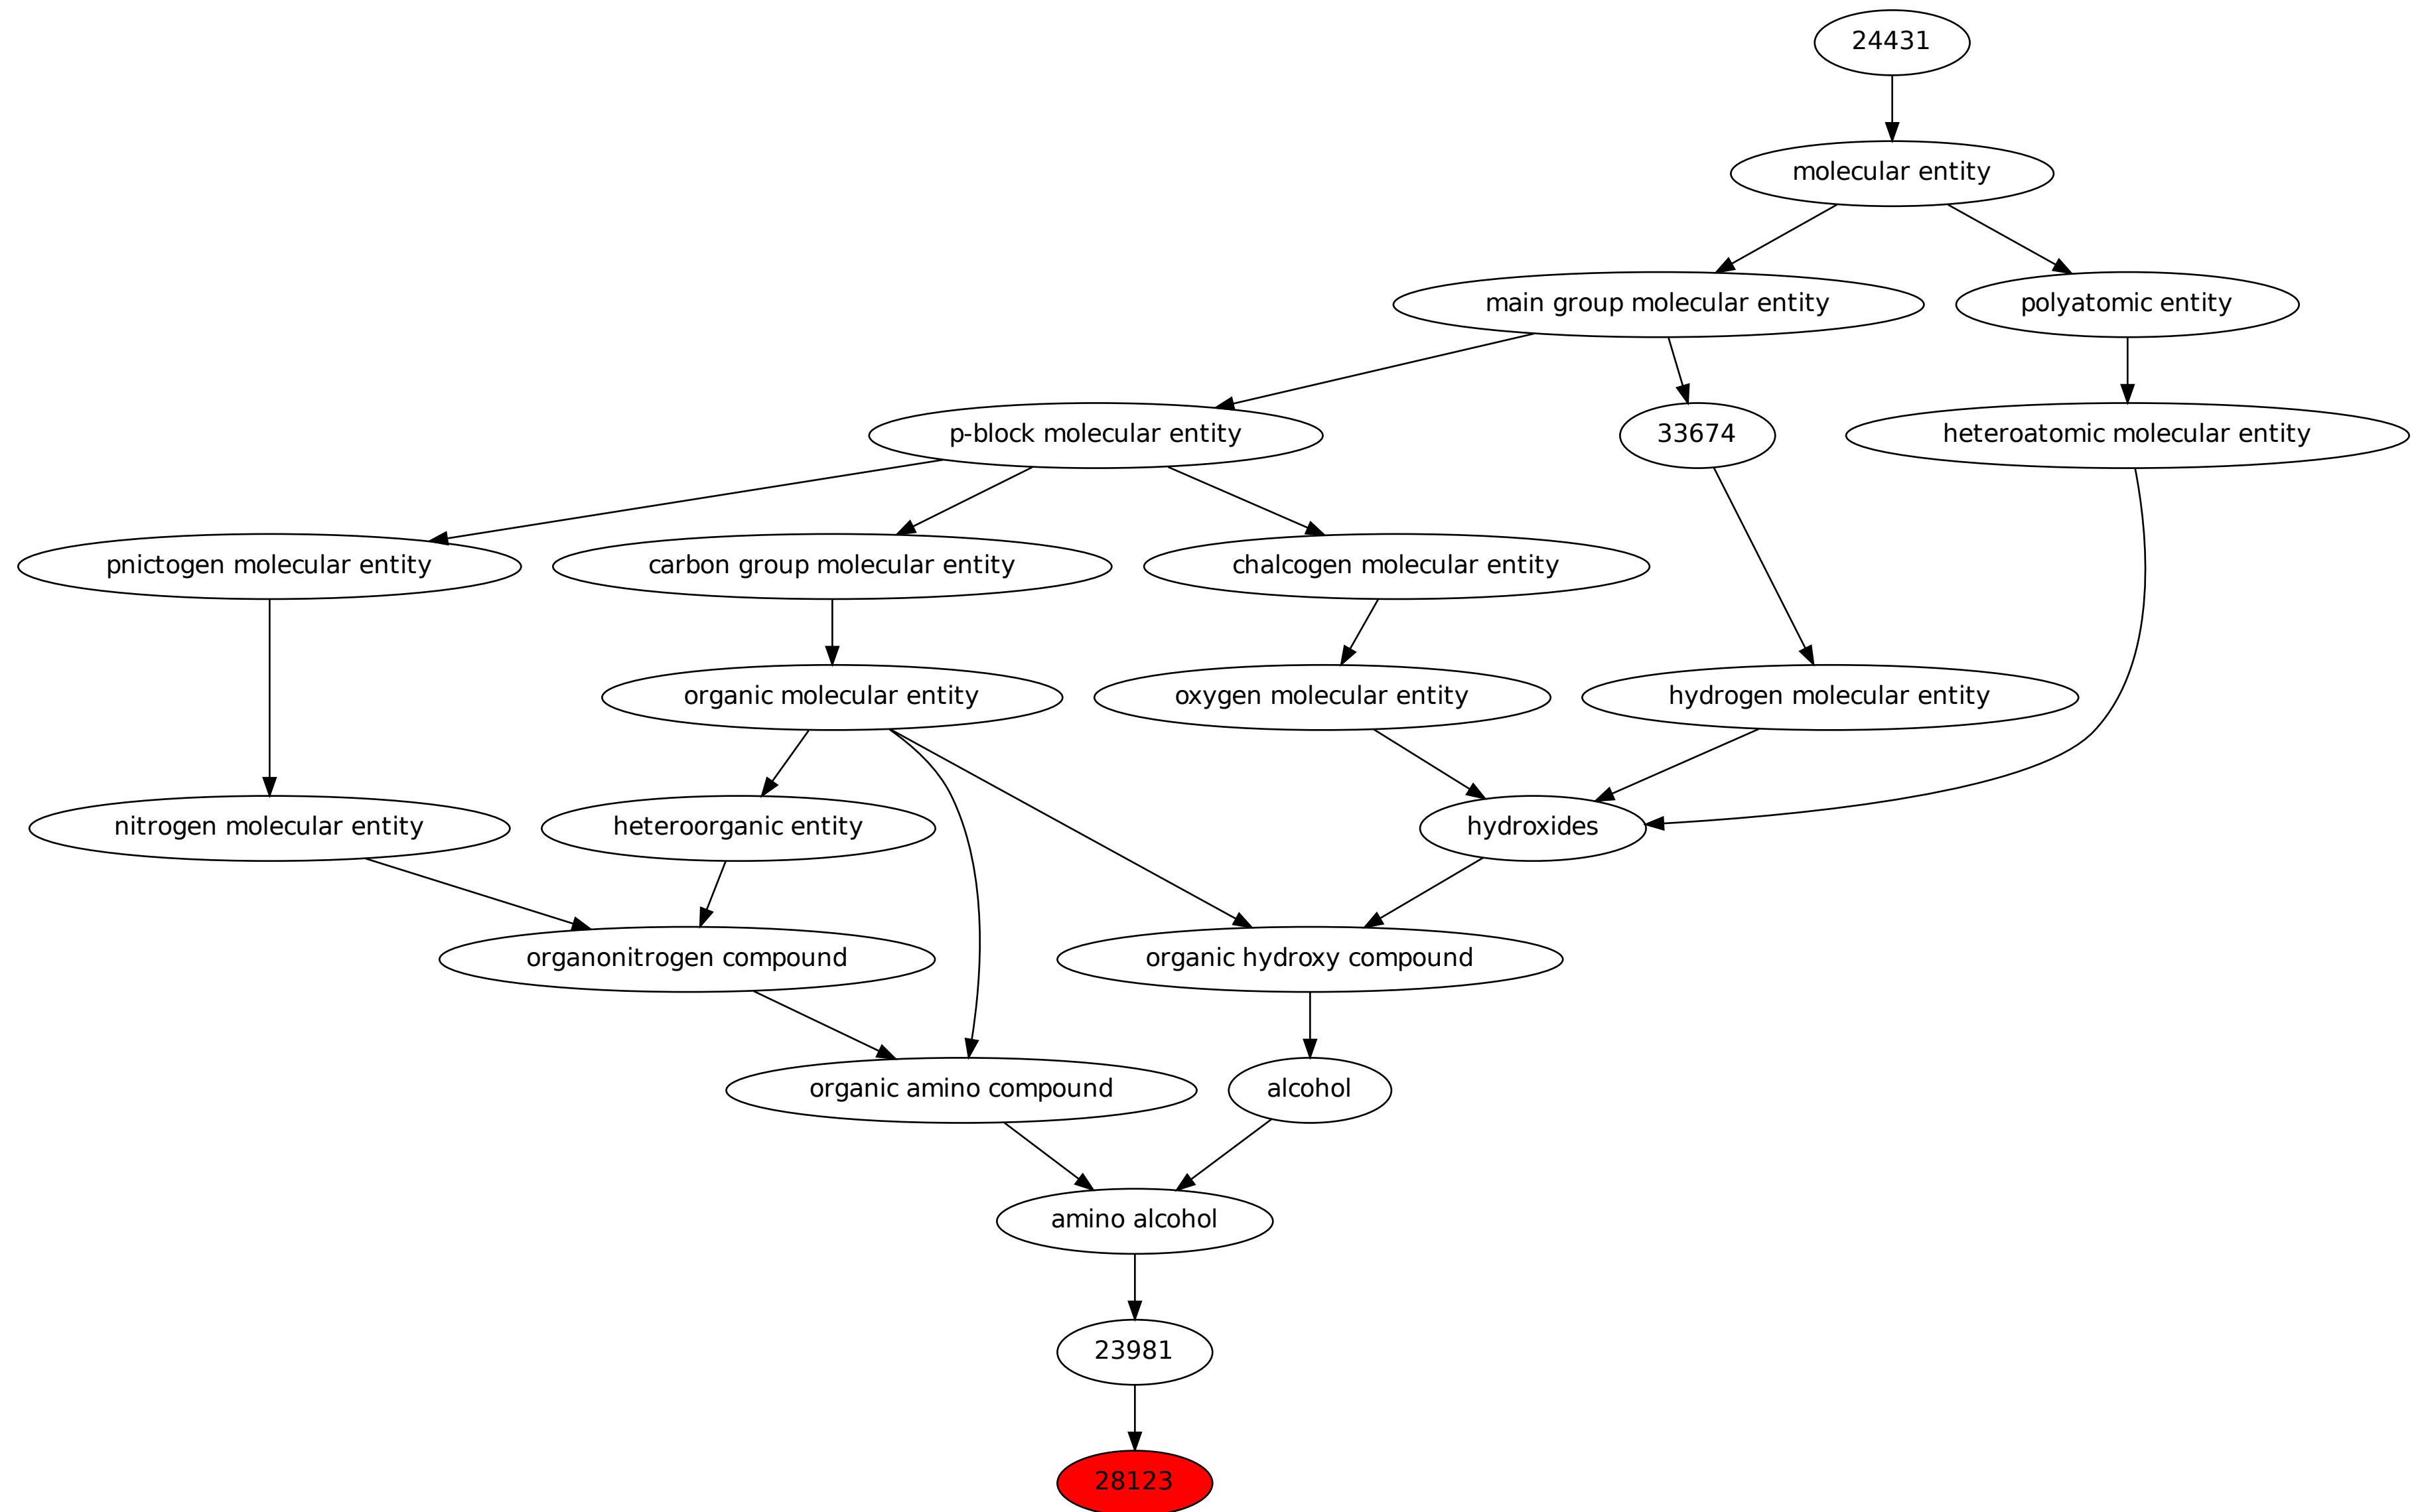 24431
molecular entity
main group molecular entity
polyatomic entity
p-block molecular entity
33674
heteroatomic molecular entity
pnictogen molecular entity
carbon group molecular entity
chalcogen molecular entity
organic molecular entity
oxygen molecular entity
hydrogen molecular entity
nitrogen molecular entity
heteroorganic entity
hydroxides
organonitrogen compound
organic hydroxy compound
organic amino compound
alcohol
amino alcohol
23981
28123